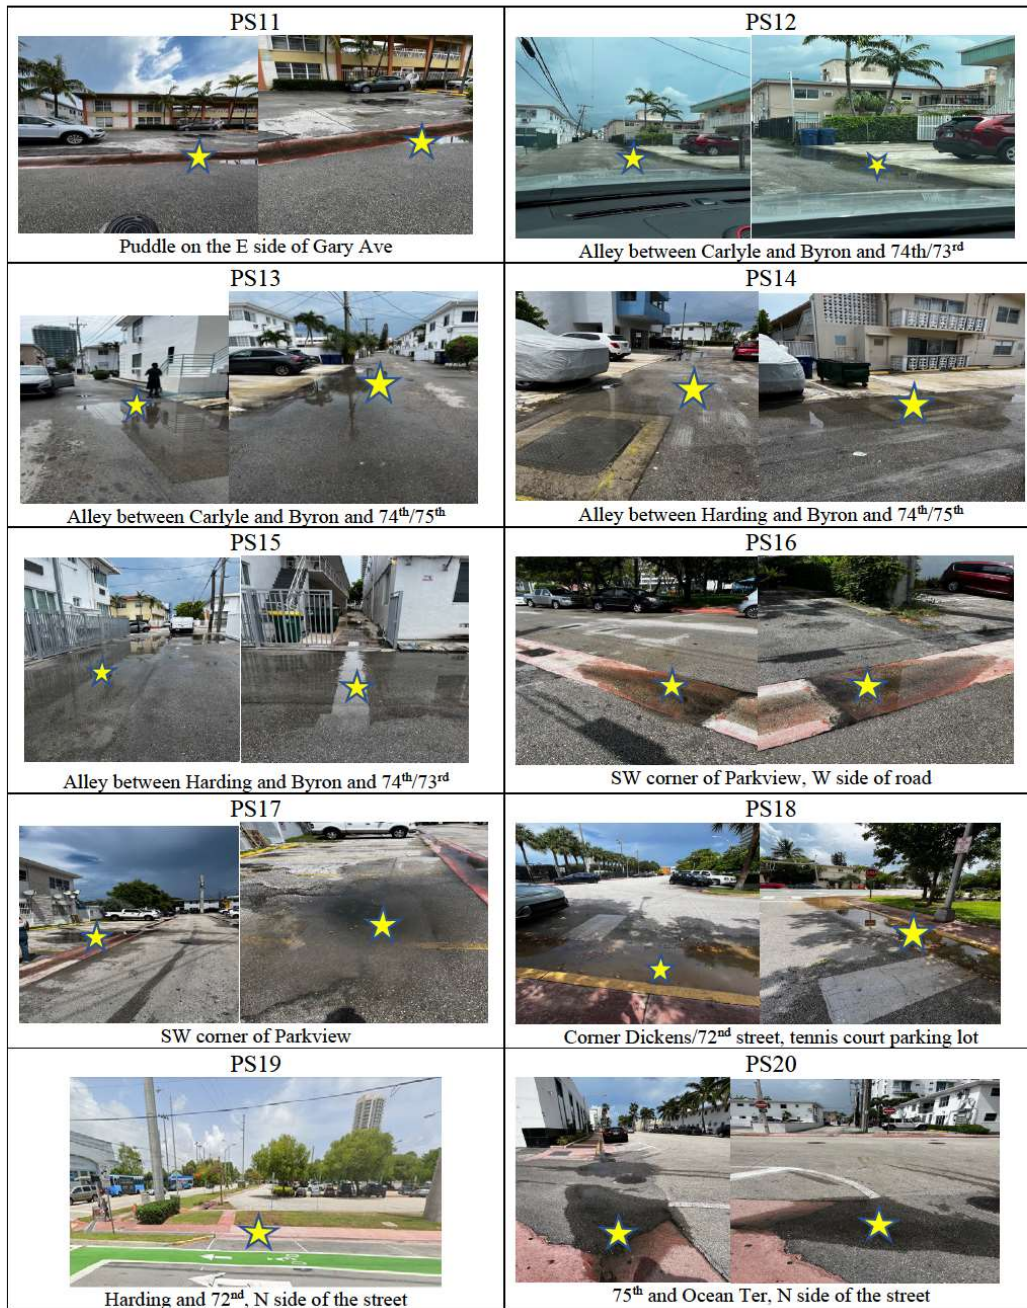 PS11
PS12
Puddle on the E side of Gary Ave
Alley between Carlyle and Byron and 74th/73rd
PS13
PS14
Alley between Carlyle and Byron and 74th/75th
Alley between Harding and Byron and 74th/75th
PS15
PS16
Alley between Harding and Byron and 74th/73rd
SW corner of Parkview, W side of road
PS17
PS18
SW corner of Parkview
Corner Dickens/72nd street, tennis court parking lot
PS19
PS20
Harding and 72nd, N side of the street
75th and Ocean Ter, N side of the street